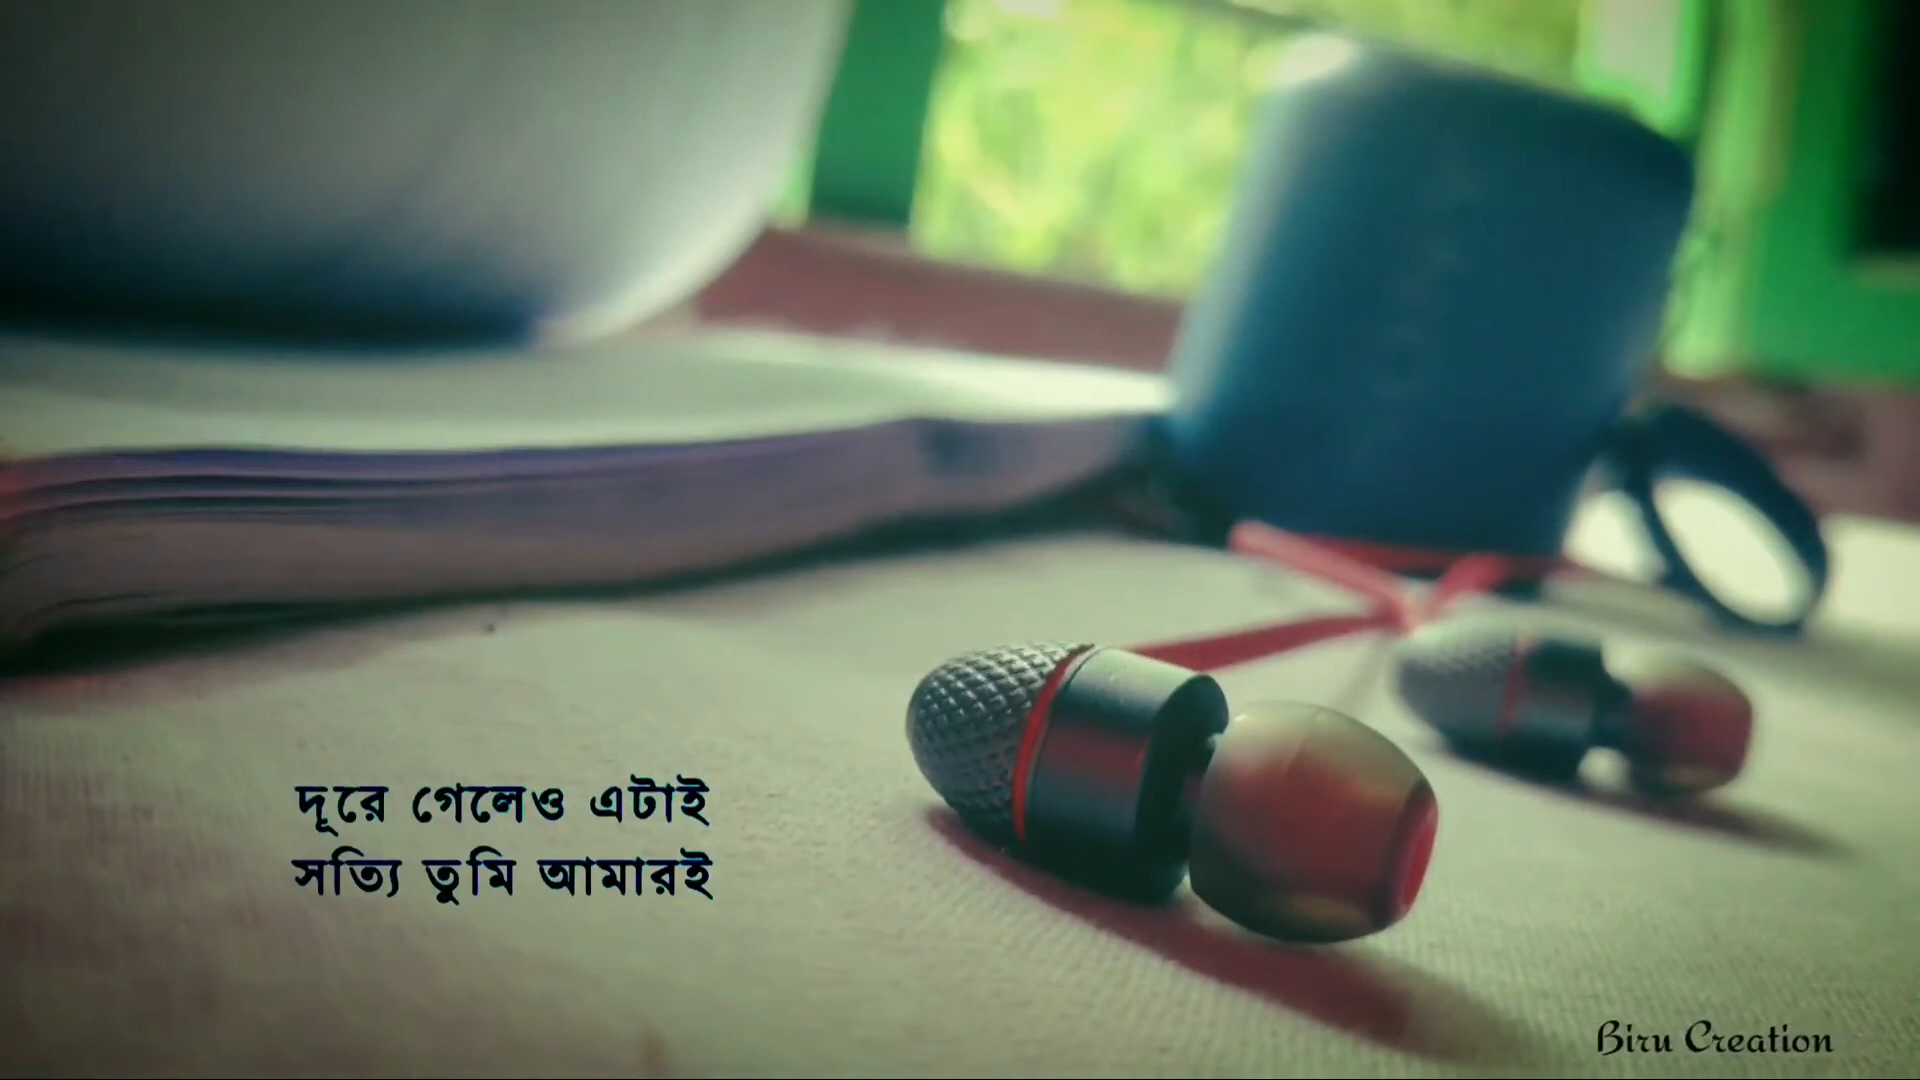 দূরে গেলেও এটাই
সত্যি তুমি আমারই
Biru Creation